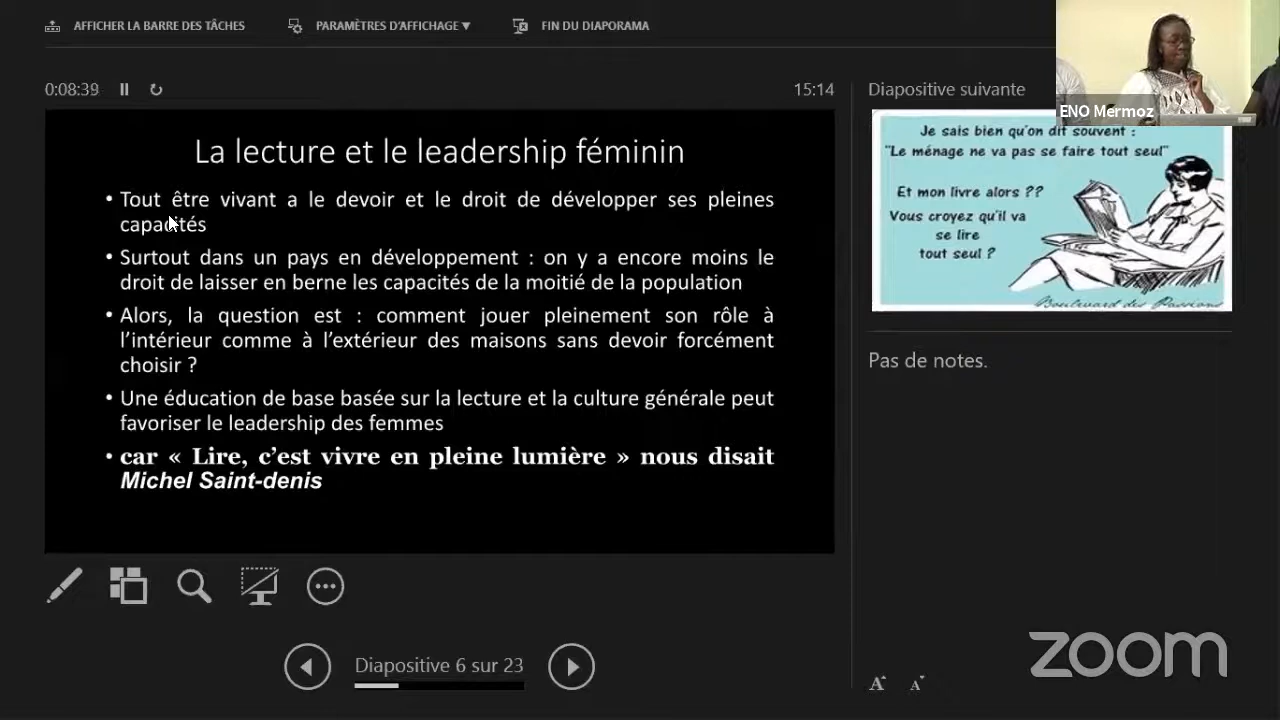 AFFICHER LA BARRE DES TÂCHES
PARAMÈTRES D'AFFICHAGE ▼
FIN DU DIAPORAMA
0:08:39
15:14
La lecture et le leadership féminin
• Tout être vivant a le devoir et le droit de développer ses pleines
capacités
• Surtout dans un pays en développement : on y a encore moins le
droit de laisser en berne les capacités de la moitié de la population
• Alors, la question est : comment jouer pleinement son rôle à
l'intérieur comme à l'extérieur des maisons sans devoir forcément
choisir ?
• Une éducation de base basée sur la lecture et la culture générale peut
favoriser le leadership des femmes
• car « Lire, c'est vivre en pleine lumière » nous disait
Michel Saint-denis
Diapositive 6 sur 23
Diapositive suivante
ENO Mermoz
Je sais bien qu'on dit souvent :
"Le ménage ne va pas se faire tout seul"
Et mon livre alors ??
Vous croyez qu'il va
se lire
tout seul ?
Boulevard des Passions
Pas de notes.
A A
zoom